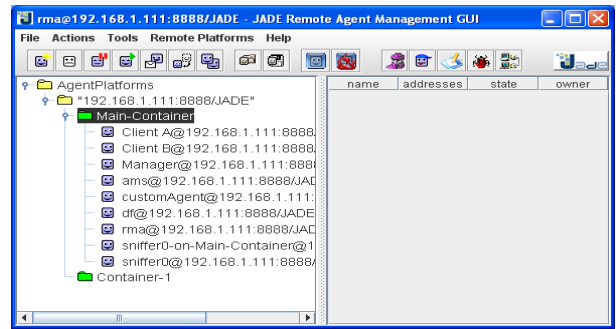 rma@192.168.1.111:8888/JADE - JADE Remote Agent Management GUI
File Actions Tools Remote Platforms Help
Jade
AgentPlatforms
"192.168.1.111:8888/JADE"
Main-Container
Client A@192.168.1.111:8888
Client B@192.168.1.111:8888
Manager@192.168.1.111:888
ams@192.168.1.111:8888/JAD
customAgent@192.168.1.111:
df@192.168.1.111:8888/JADE
rma@192.168.1.111:8888/JAD
sniffer0-on-Main-Container@1
sniffer0@192.168.1.111:8888/
Container-1
name addresses state owner